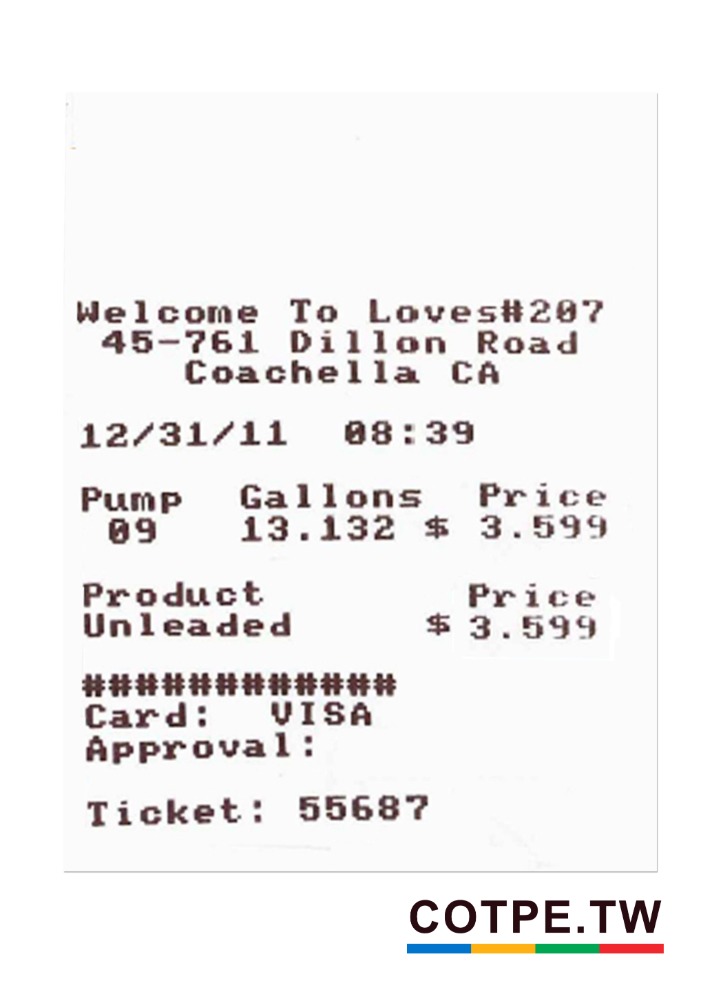 Welcome To Loves#207
45-761 Dillon Road
Coachella CA
12/31/11 08:39
Pump Gallons Price
09 13.132 $ 3.599
Product Price
Unleaded $ 3.599
############
Card: VISA
Approval:
Ticket: 55687
COTPE.TW